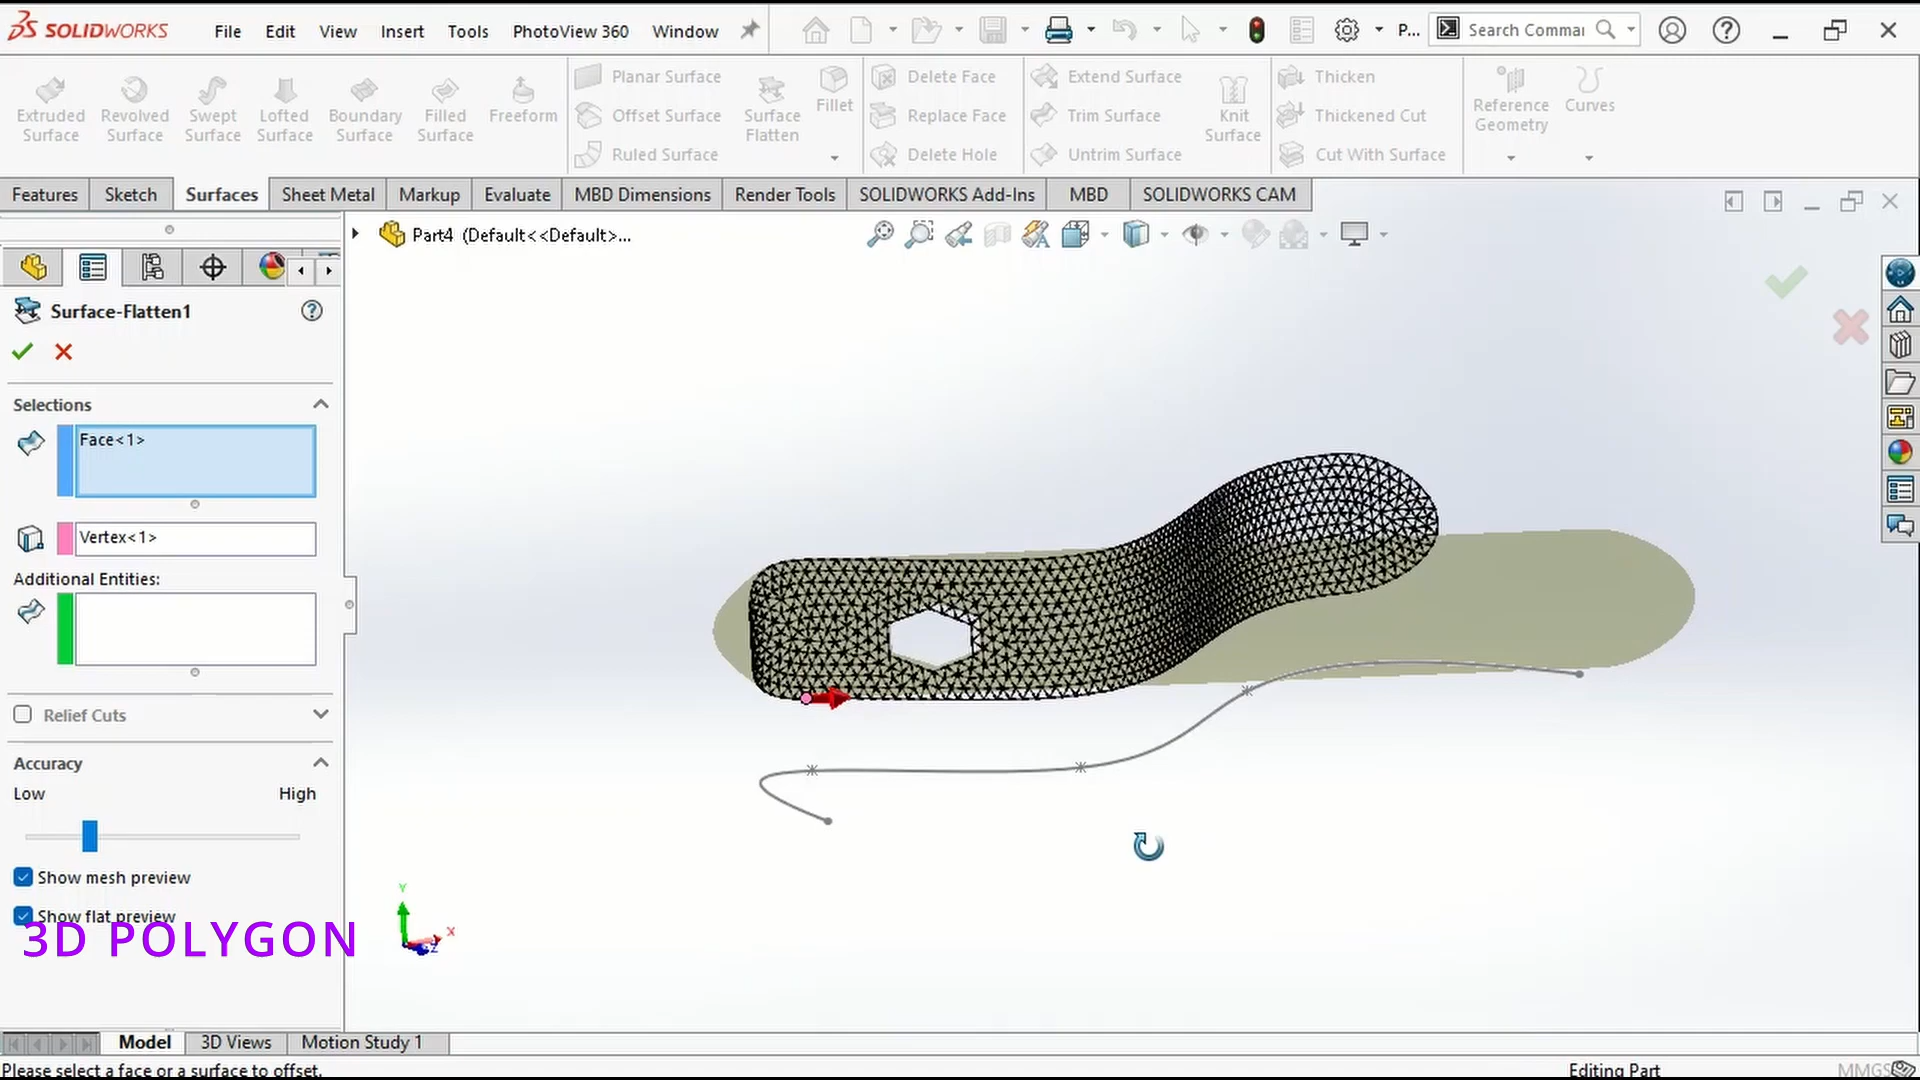 SOLIDWORKS File Edit View Insert Tools PhotoView 360 Window P... Search Commar
Extruded Surface
Revolved Surface
Swept Surface
Lofted Surface
Boundary Surface
Filled Surface
Freeform
Planar Surface
Offset Surface
Ruled Surface
Surface Flatten
Fillet
Delete Face
Replace Face
Delete Hole
Extend Surface
Trim Surface
Untrim Surface
Knit Surface
Thicken
Thickened Cut
Cut With Surface
Reference Geometry
Curves
Features Sketch Surfaces Sheet Metal Markup Evaluate MBD Dimensions Render Tools SOLIDWORKS Add-Ins MBD SOLIDWORKS CAM
Part4 (Default<<Default>...
Surface-Flatten1
Selections
Face<1>
Vertex<1>
Additional Entities:
Relief Cuts
Accuracy
Low High
Show mesh preview
Show flat preview
3D POLYGON
Y
X
Z
Model 3D Views Motion Study 1
Please select a face or a surface to offset.
Editing Part
MMGS